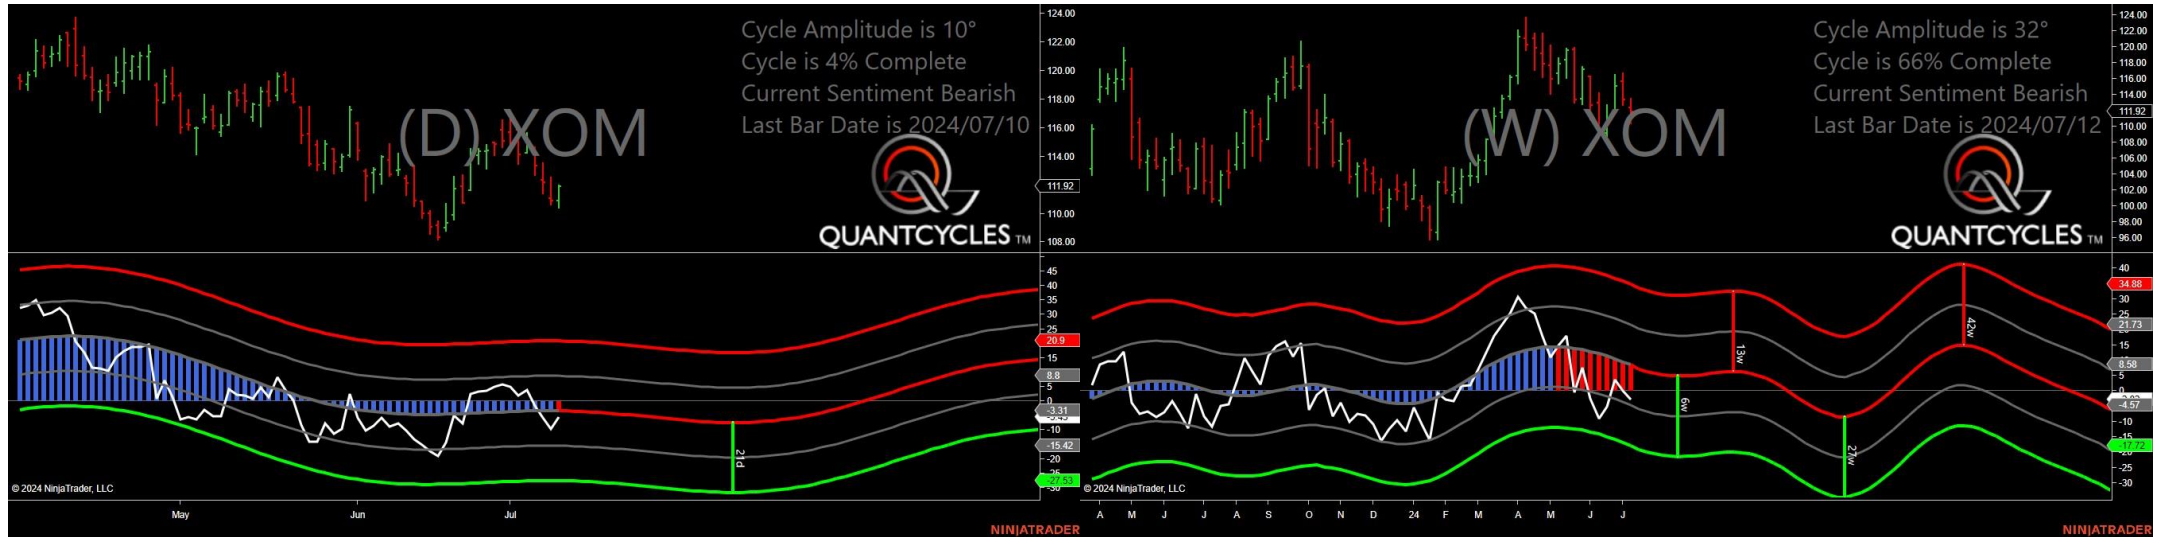 Cycle Amplitude is 10°
Cycle is 4% Complete
Current Sentiment Bearish
Last Bar Date is 2024/07/10
(D) XOM
QUANTCYCLES TM
124.00
122.00
120.00
118.00
116.00
114.00
111.92
110.00
108.00
45
40
35
30
25
20.9
15
8.8
5
0
-3.31
-10
-15.42
-20
-27.53
21d
© 2024 NinjaTrader, LLC
May Jun Jul
NINJATRADER
Cycle Amplitude is 32°
Cycle is 66% Complete
Current Sentiment Bearish
Last Bar Date is 2024/07/12
(W) XOM
QUANTCYCLES TM
124.00
122.00
120.00
118.00
116.00
114.00
111.92
110.00
108.00
106.00
104.00
102.00
100.00
98.00
96.00
40
34.88
30
25
21.73
15
8.58
5
0
-4.57
-10
-17.72
-25
-30
13w
42w
6w
27w
© 2024 NinjaTrader, LLC
A M J J A S O N D 24 F M A M J J
NINJATRADER